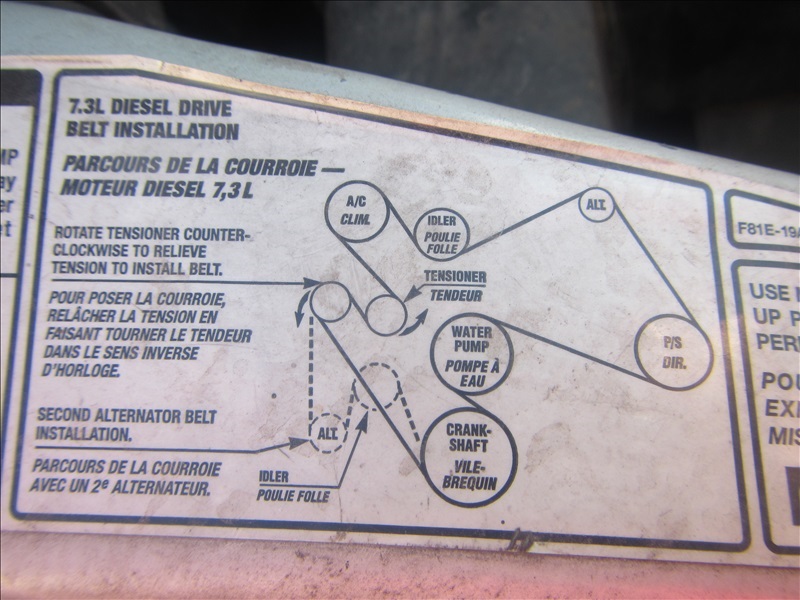 7.3L DIESEL DRIVE
BELT INSTALLATION
PARCOURS DE LA COURROIE —
MOTEUR DIESEL 7,3 L
ROTATE TENSIONER COUNTER-
CLOCKWISE TO RELIEVE
TENSION TO INSTALL BELT.
POUR POSER LA COURROIE,
RELÂCHER LA TENSION EN
FAISANT TOURNER LE TENDEUR
DANS LE SENS INVERSE
D'HORLOGE.
SECOND ALTERNATOR BELT
INSTALLATION.
PARCOURS DE LA COURROIE
AVEC UN 2e ALTERNATEUR.
A/C
CLIM.
IDLER
POULIE
FOLLE
ALT.
TENSIONER
TENDEUR
WATER
PUMP
POMPE À
EAU
P/S
DIR.
CRANK-
SHAFT
VILE-
BREQUIN
ALT.
IDLER
POULIE FOLLE
F81E-19A
USE
UP P
PER
POU
EX
MIS
MP
ay
er
t